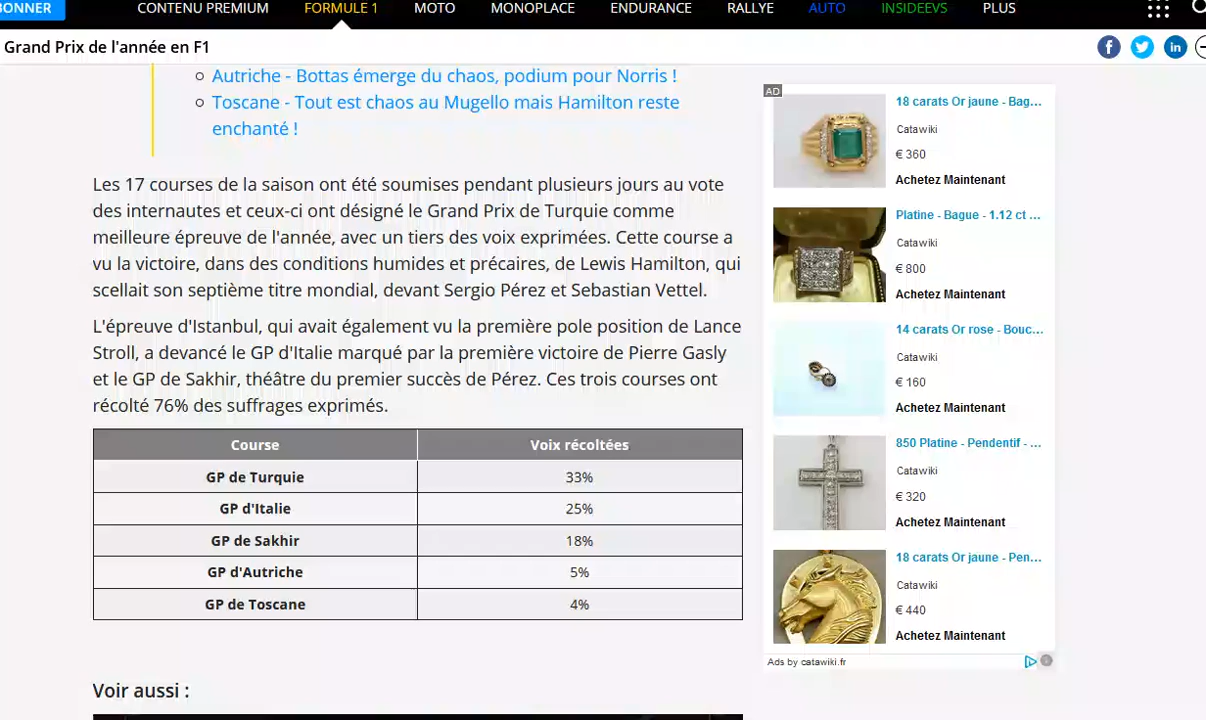 BONNER CONTENU PREMIUM FORMULE 1 MOTO MONOPLACE ENDURANCE RALLYE AUTO INSIDEEVS PLUS
Grand Prix de l'année en F1
Autriche - Bottas émerge du chaos, podium pour Norris !
Toscane - Tout est chaos au Mugello mais Hamilton reste
enchanté !
Les 17 courses de la saison ont été soumises pendant plusieurs jours au vote
des internautes et ceux-ci ont désigné le Grand Prix de Turquie comme
meilleure épreuve de l'année, avec un tiers des voix exprimées. Cette course a
vu la victoire, dans des conditions humides et précaires, de Lewis Hamilton, qui
scellait son septième titre mondial, devant Sergio Pérez et Sebastian Vettel.
L'épreuve d'Istanbul, qui avait également vu la première pole position de Lance
Stroll, a devancé le GP d'Italie marqué par la première victoire de Pierre Gasly
et le GP de Sakhir, théâtre du premier succès de Pérez. Ces trois courses ont
récolté 76% des suffrages exprimés.
Course Voix récoltées
GP de Turquie 33%
GP d'Italie 25%
GP de Sakhir 18%
GP d'Autriche 5%
GP de Toscane 4%
Voir aussi :
AD
18 carats Or jaune - Bag...
Catawiki
€ 360
Achetez Maintenant
Platine - Bague - 1.12 ct ...
Catawiki
€ 800
Achetez Maintenant
14 carats Or rose - Bouc...
Catawiki
€ 160
Achetez Maintenant
850 Platine - Pendentif - ...
Catawiki
€ 320
Achetez Maintenant
18 carats Or jaune - Pen...
Catawiki
€ 440
Achetez Maintenant
Ads by catawiki.fr